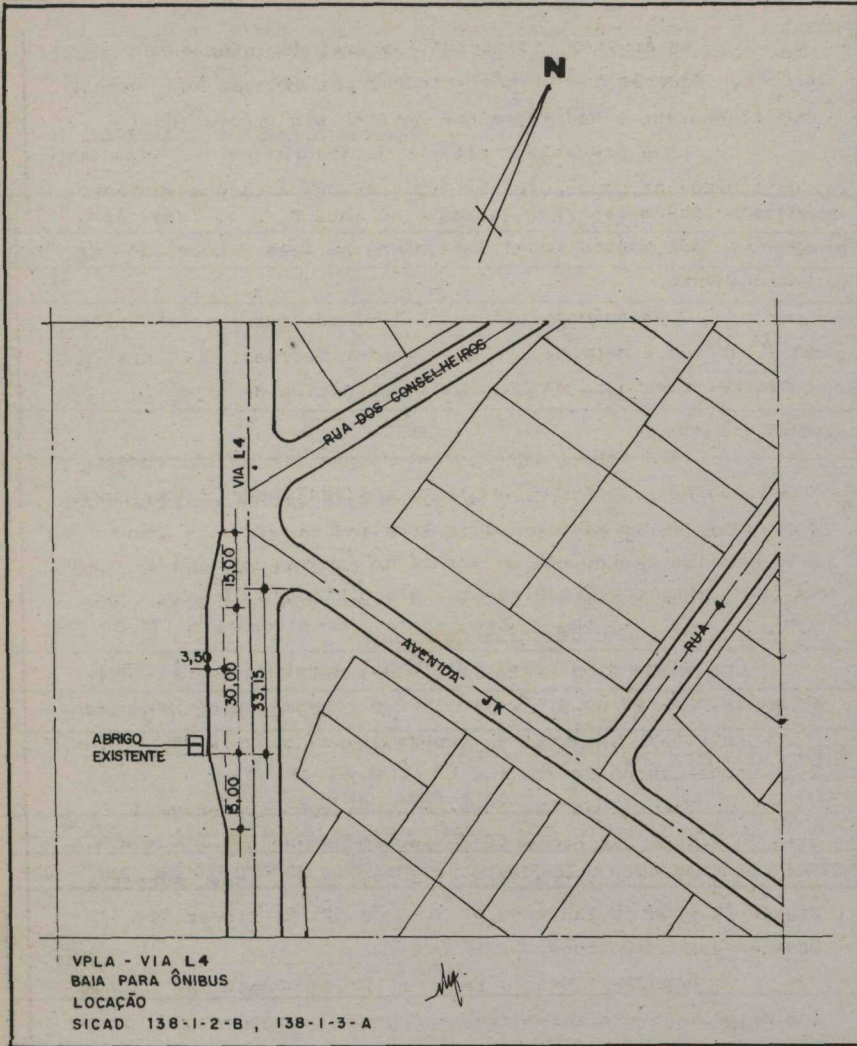 N
RUA DOS CONSELHEIROS
VIA L4
15,00
3,50
30,00
33,15
AVENIDA JK
RUA 4
ABRIGO
EXISTENTE
15,00
VPLA - VIA L4
BAIA PARA ÔNIBUS
LOCAÇÃO
SICAD 138-1-2-B , 138-1-3-A